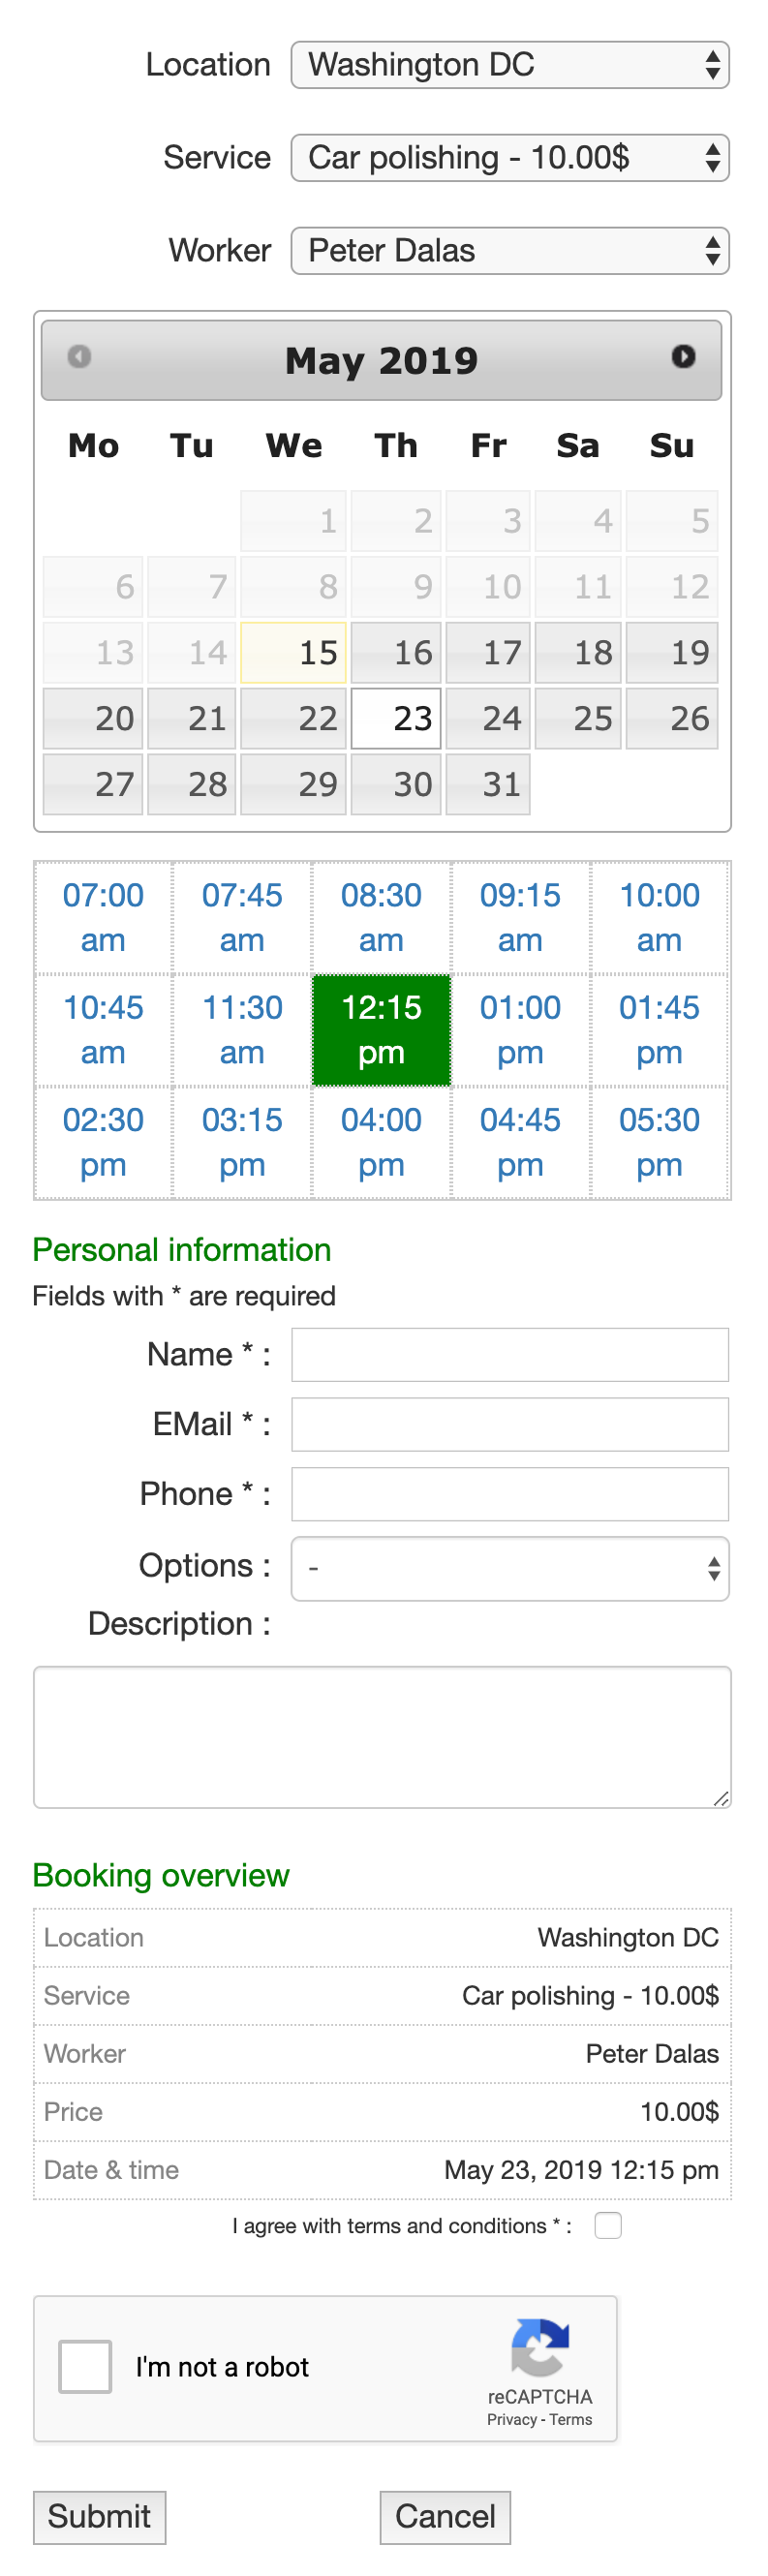 Location Washington DC
Service Car polishing - 10.00$
Worker Peter Dalas
May 2019
Mo Tu We Th Fr Sa Su
1 2 3 4 5
6 7 8 9 10 11 12
13 14 15 16 17 18 19
20 21 22 23 24 25 26
27 28 29 30 31
07:00 am 07:45 am 08:30 am 09:15 am 10:00 am
10:45 am 11:30 am 12:15 pm 01:00 pm 01:45 pm
02:30 pm 03:15 pm 04:00 pm 04:45 pm 05:30 pm
Personal information
Fields with * are required
Name * :
EMail * :
Phone * :
Options : -
Description :
Booking overview
Location Washington DC
Service Car polishing - 10.00$
Worker Peter Dalas
Price 10.00$
Date & time May 23, 2019 12:15 pm
I agree with terms and conditions * :
I'm not a robot
reCAPTCHA
Privacy - Terms
Submit Cancel